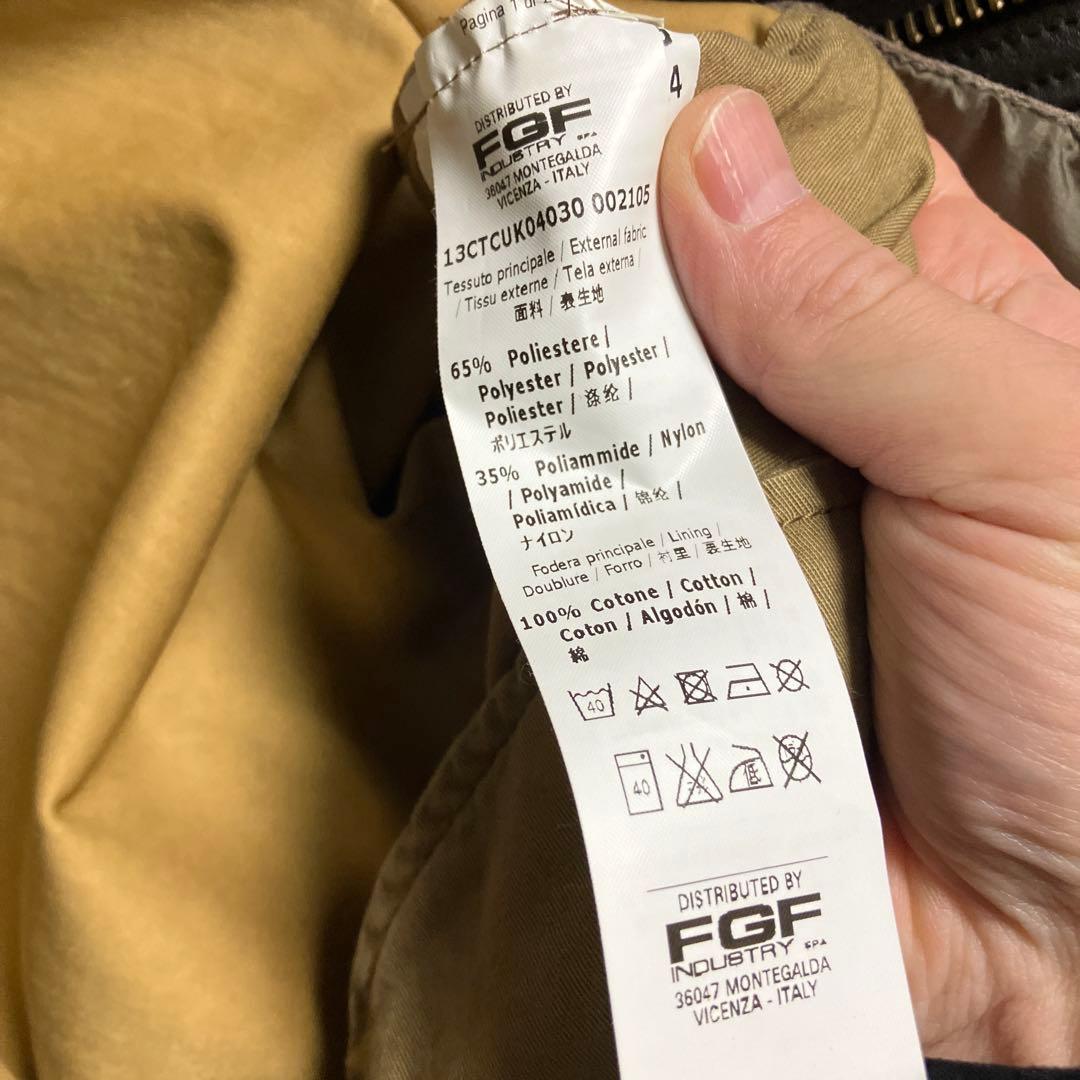 Pagina 1 di 2
4
DISTRIBUTED BY
FGF
INDUSTRY SPA
36047 MONTEGALDA
VICENZA - ITALY
13CTCUK04030 002105
Tessuto principale / External fabric
/ Tissu externe / Tela externa /
面料 / 表生地
65% Poliestere /
Polyester / Polyester /
Poliester / 涤纶 /
ポリエステル
35% Poliammide / Nylon
/ Polyamide /
Poliamídica / 锦纶 /
ナイロン
Fodera principale / Lining /
Doublure / Forro / 衬里 / 裏生地
100% Cotone / Cotton /
Coton / Algodón / 棉 /
綿
40
40
低
DISTRIBUTED BY
FGF
INDUSTRY SPA
36047 MONTEGALDA
VICENZA - ITALY